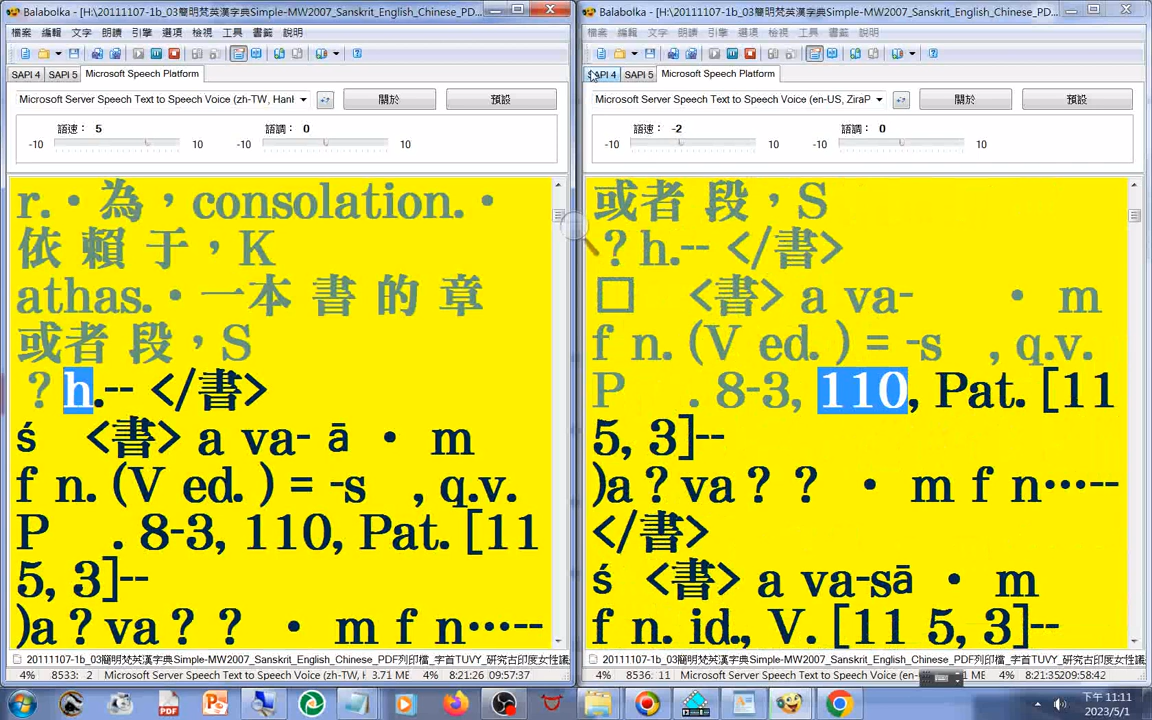 Balabolka - [H:\20111107-1b_03簡明梵英漢字典Simple-MW2007_Sanskrit_English_Chinese_PD...
檔案 編輯 文字 朗讀 引擎 選項 檢視 工具 書籤 說明
SAPI 4 SAPI 5 Microsoft Speech Platform
Microsoft Server Speech Text to Speech Voice (zh-TW, Hanl
關於 預設
語速： 5 語調： 0
-10 10 -10 10
r.‧為，consolation.‧
依 賴 于，K
athas.‧一本 書 的 章
或者 段，S
？h.-- </書>
ś <書> a va- ā ‧ m
f n. (V ed. ) = -s , q.v.
P . 8-3, 110, Pat. [11
5, 3]--
)a？va？？ ‧ m f n…--
20111107-1b_03簡明梵英漢字典Simple-MW2007_Sanskrit_English_Chinese_PDF列印檔_字首TUVY_研究古印度女性議
4% 8533: 2 Microsoft Server Speech Text to Speech Voice (zh-TW, H 3.71 MB 4% 8:21:26 09:57:37
Balabolka - [H:\20111107-1b_03簡明梵英漢字典Simple-MW2007_Sanskrit_English_Chinese_PD...
檔案 編輯 文字 朗讀 引擎 選項 檢視 工具 書籤 說明
SAPI 4 SAPI 5 Microsoft Speech Platform
Microsoft Server Speech Text to Speech Voice (en-US, ZiraP
關於 預設
語速： -2 語調： 0
-10 10 -10 10
或者 段，S
？h.-- </書>
□ <書> a va- ‧ m
f n. (V ed. ) = -s , q.v.
P . 8-3, 110, Pat. [11
5, 3]--
)a？va？？ ‧ m f n…--
</書>
ś <書> a va-sā ‧ m
f n. id., V. [11 5, 3]--
20111107-1b_03簡明梵英漢字典Simple-MW2007_Sanskrit_English_Chinese_PDF列印檔_字首TUVY_研究古印度女性議
4% 8536: 11 Microsoft Server Speech Text to Speech Voice 4% 8:21:35 09:58:42
下午 11:11
2023/5/1